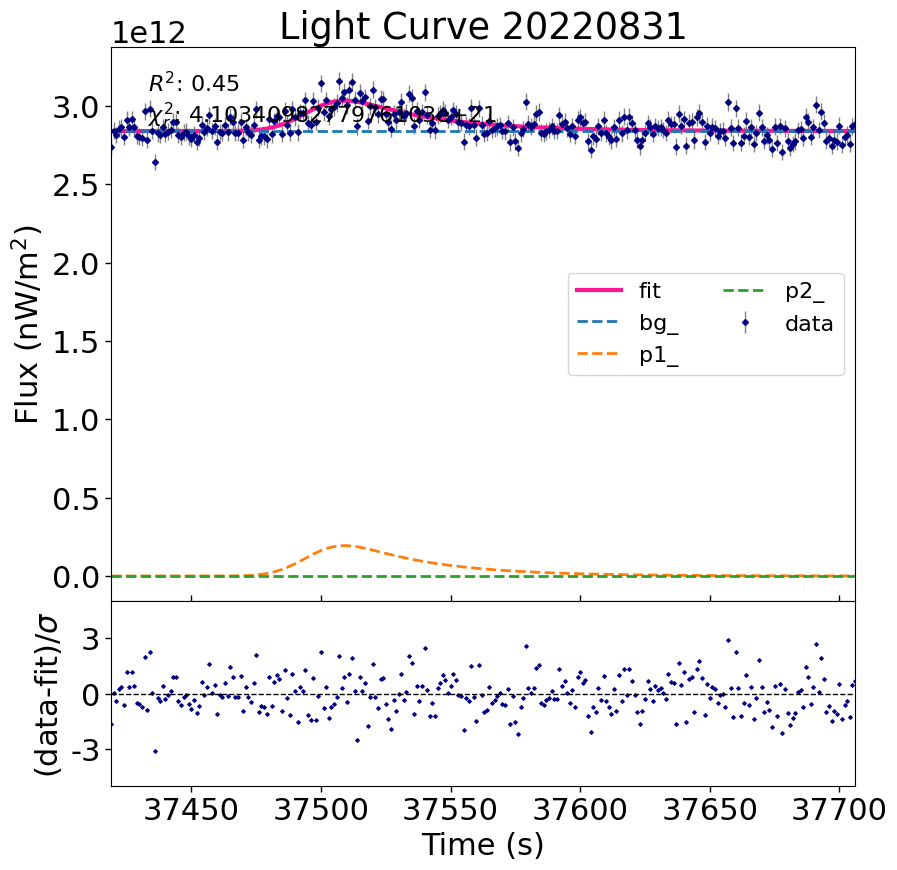 Light Curve 20220831
1e12
R²: 0.45
3.0
2.5
2.0
1.5
1.0
0.5
0.0
Flux (nW/m²)
fit
bg_
p1_
p2_
data
3
0
-3
(data-fit)/σ
37450 37500 37550 37600 37650 37700
Time (s)